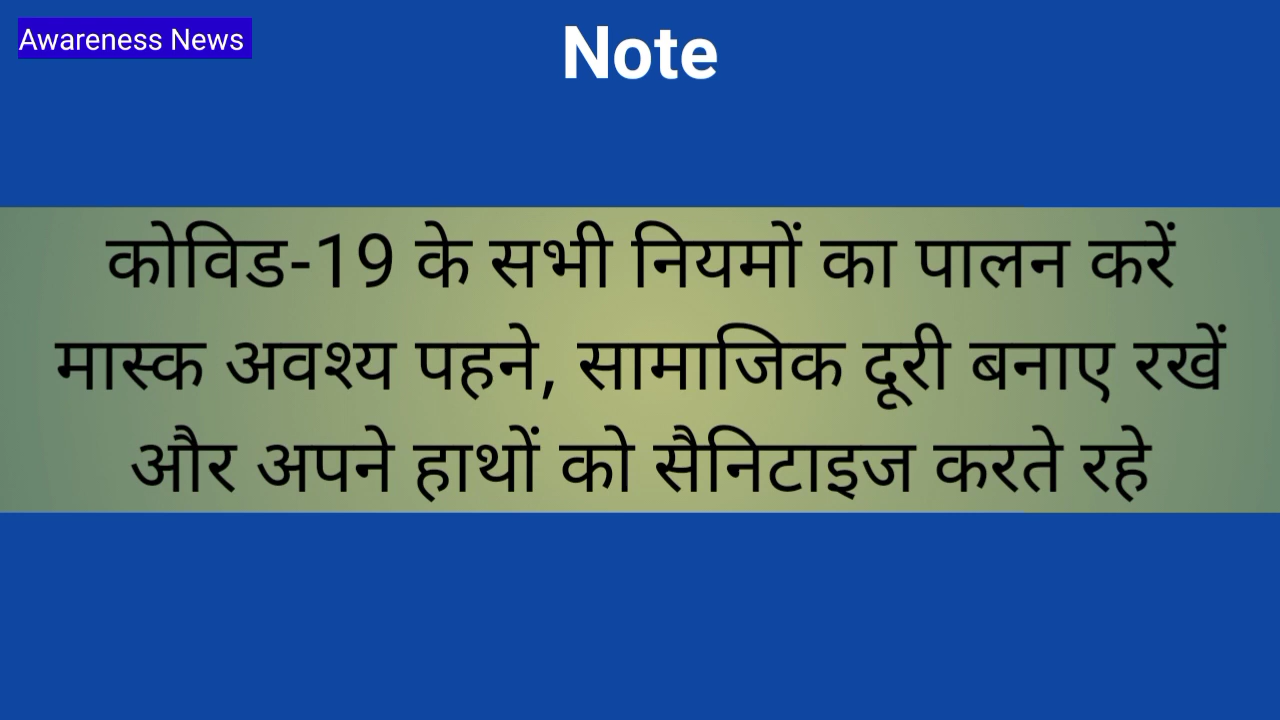 Awareness News
Note
कोविड-19 के सभी नियमों का पालन करें
मास्क अवश्य पहने, सामाजिक दूरी बनाए रखें
और अपने हाथों को सैनिटाइज करते रहे